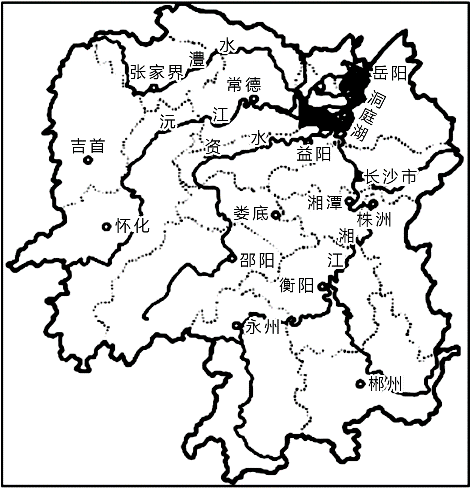 澧水
张家界
常德
岳阳
沅江
洞庭湖
资水
益阳
吉首
长沙市
湘潭
株洲
娄底
怀化
湘江
邵阳
衡阳
永州
郴州